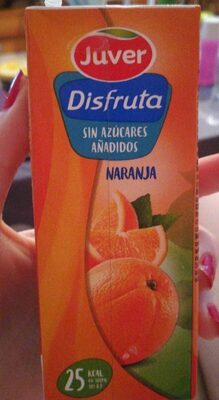 Juver
Disfruta
SIN AZÚCARES
AÑADIDOS
NARANJA
25 KCAL